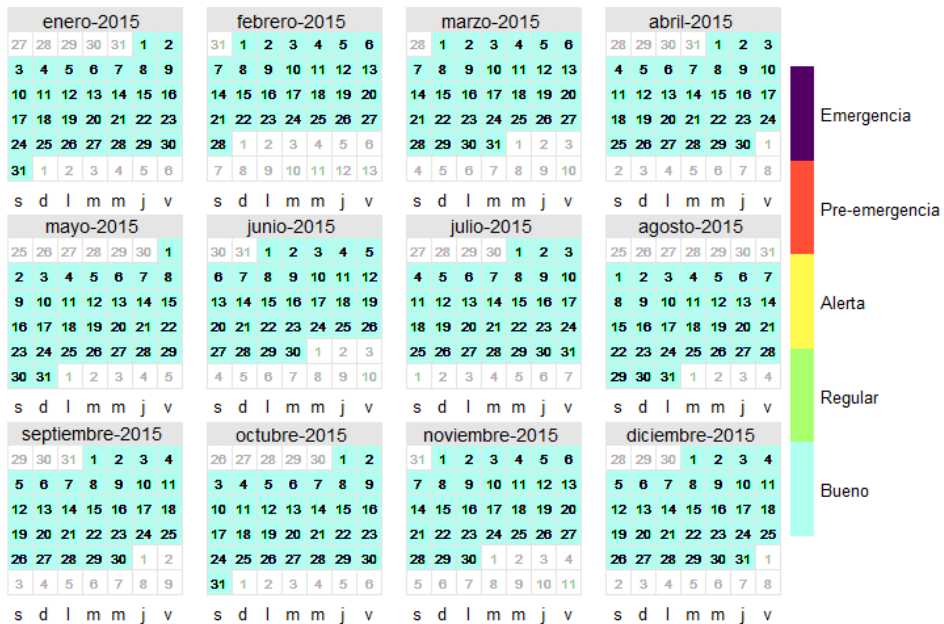 enero-2015
27 28 29 30 31 1 2
3 4 5 6 7 8 9
10 11 12 13 14 15 16
17 18 19 20 21 22 23
24 25 26 27 28 29 30
31 1 2 3 4 5 6
s d l m m j v
febrero-2015
31 1 2 3 4 5 6
7 8 9 10 11 12 13
14 15 16 17 18 19 20
21 22 23 24 25 26 27
28 1 2 3 4 5 6
7 8 9 10 11 12 13
s d l m m j v
marzo-2015
28 1 2 3 4 5 6
7 8 9 10 11 12 13
14 15 16 17 18 19 20
21 22 23 24 25 26 27
28 29 30 31 1 2 3
4 5 6 7 8 9 10
s d l m m j v
abril-2015
28 29 30 31 1 2 3
4 5 6 7 8 9 10
11 12 13 14 15 16 17
18 19 20 21 22 23 24
25 26 27 28 29 30 1
2 3 4 5 6 7 8
s d l m m j v
mayo-2015
25 26 27 28 29 30 1
2 3 4 5 6 7 8
9 10 11 12 13 14 15
16 17 18 19 20 21 22
23 24 25 26 27 28 29
30 31 1 2 3 4 5
s d l m m j v
junio-2015
30 31 1 2 3 4 5
6 7 8 9 10 11 12
13 14 15 16 17 18 19
20 21 22 23 24 25 26
27 28 29 30 1 2 3
4 5 6 7 8 9 10
s d l m m j v
julio-2015
27 28 29 30 1 2 3
4 5 6 7 8 9 10
11 12 13 14 15 16 17
18 19 20 21 22 23 24
25 26 27 28 29 30 31
1 2 3 4 5 6 7
s d l m m j v
agosto-2015
25 26 27 28 29 30 31
1 2 3 4 5 6 7
8 9 10 11 12 13 14
15 16 17 18 19 20 21
22 23 24 25 26 27 28
29 30 31 1 2 3 4
s d l m m j v
septiembre-2015
29 30 31 1 2 3 4
5 6 7 8 9 10 11
12 13 14 15 16 17 18
19 20 21 22 23 24 25
26 27 28 29 30 1 2
3 4 5 6 7 8 9
s d l m m j v
octubre-2015
26 27 28 29 30 1 2
3 4 5 6 7 8 9
10 11 12 13 14 15 16
17 18 19 20 21 22 23
24 25 26 27 28 29 30
31 1 2 3 4 5 6
s d l m m j v
noviembre-2015
31 1 2 3 4 5 6
7 8 9 10 11 12 13
14 15 16 17 18 19 20
21 22 23 24 25 26 27
28 29 30 1 2 3 4
5 6 7 8 9 10 11
s d l m m j v
diciembre-2015
28 29 30 1 2 3 4
5 6 7 8 9 10 11
12 13 14 15 16 17 18
19 20 21 22 23 24 25
26 27 28 29 30 31 1
2 3 4 5 6 7 8
s d l m m j v
Emergencia
Pre-emergencia
Alerta
Regular
Bueno